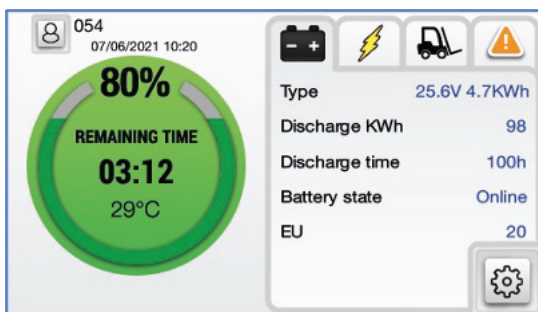 054
07/06/2021 10:20
80%
REMAINING TIME
03:12
29°C
Type 25.6V 4.7KWh
Discharge KWh 98
Discharge time 100h
Battery state Online
EU 20